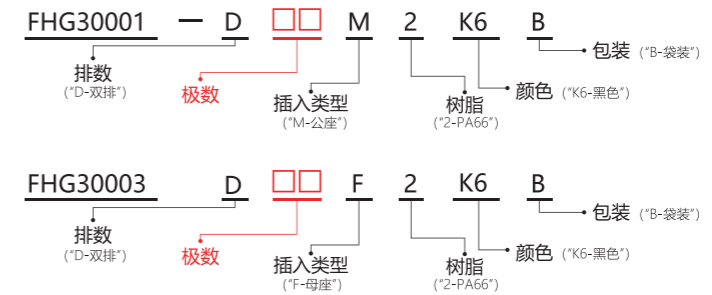 FHG30001 — D □□ M 2 K6 B
包装 ("B-袋装")
排数
("D-双排")
极数
插入类型
("M-公座")
树脂
("2-PA66")
颜色 ("K6-黑色")
FHG30003 D □□ F 2 K6 B
包装 ("B-袋装")
排数
("D-双排")
极数
插入类型
("F-母座")
树脂
("2-PA66")
颜色 ("K6-黑色")